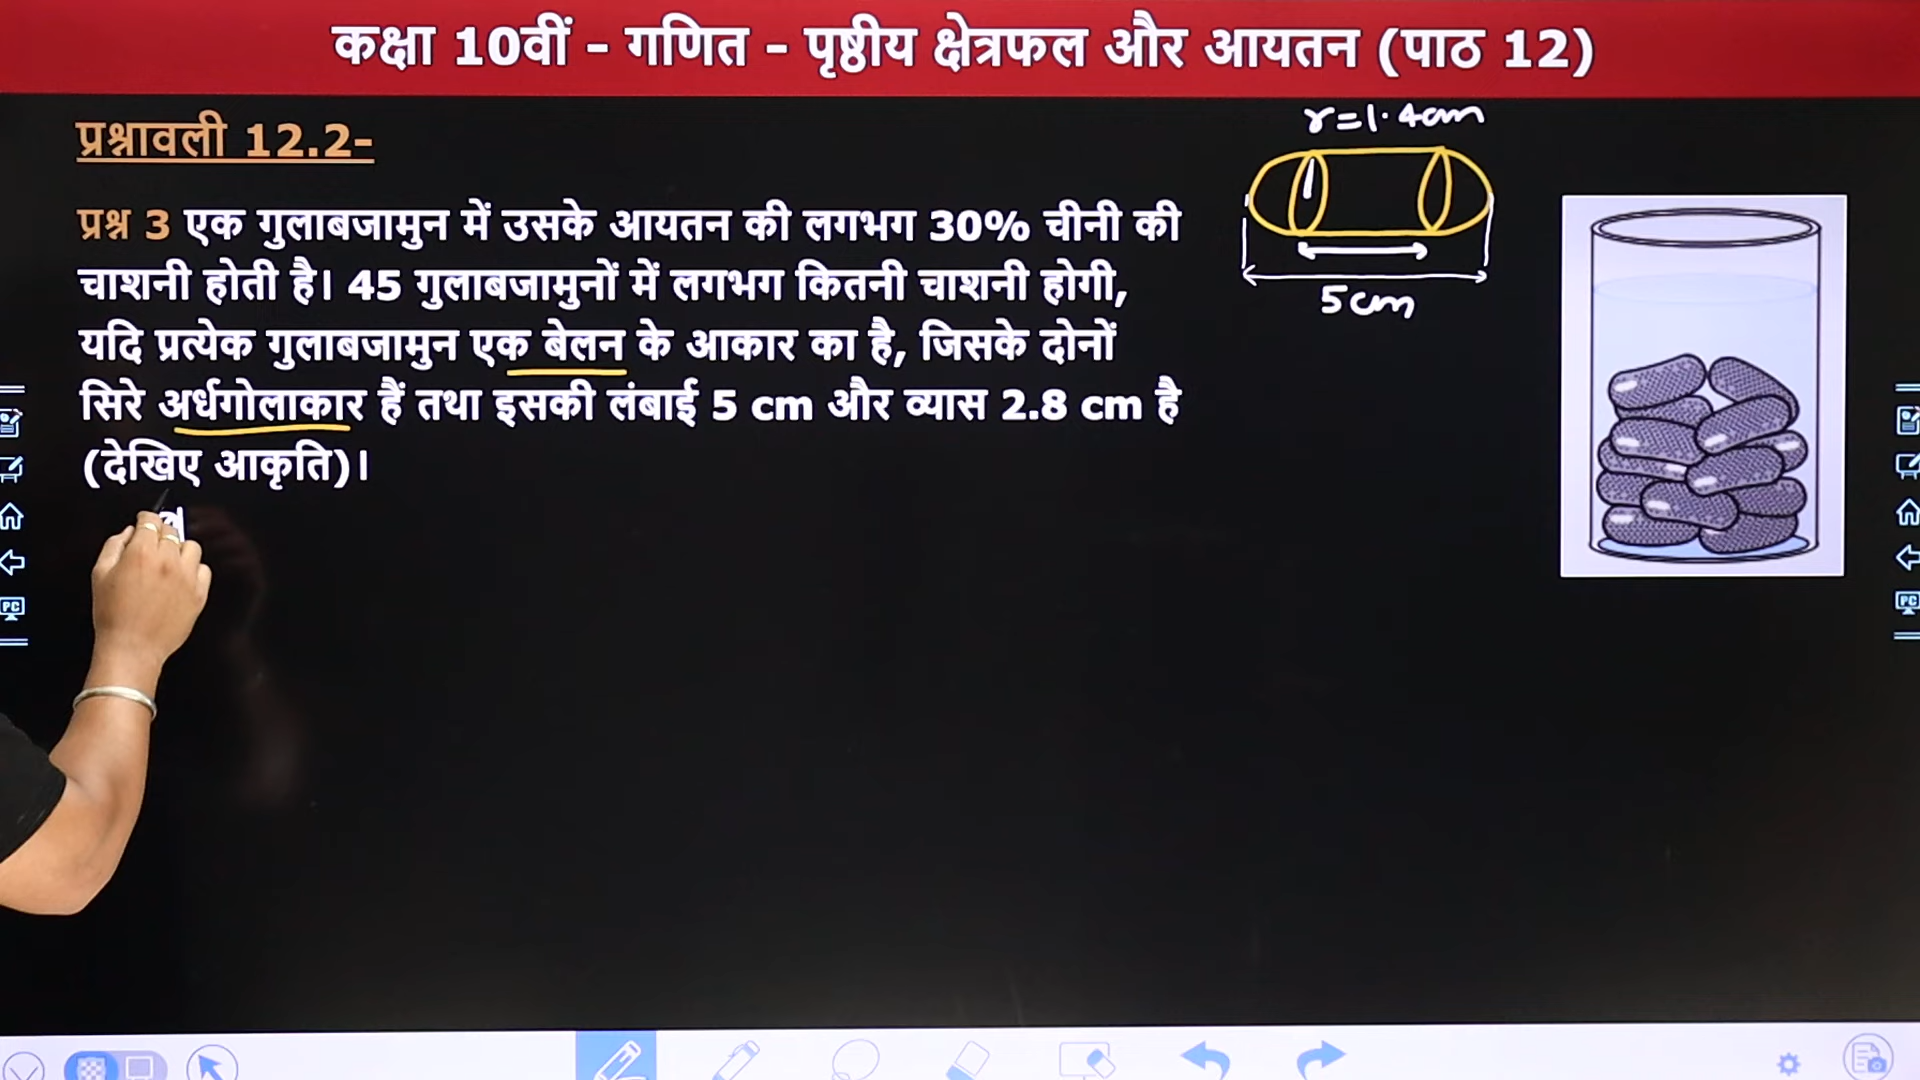 कक्षा 10वीं - गणित - पृष्ठीय क्षेत्रफल और आयतन (पाठ 12)
प्रश्नावली 12.2-
r=1.4cm
प्रश्न 3 एक गुलाबजामुन में उसके आयतन की लगभग 30% चीनी की
चाशनी होती है। 45 गुलाबजामुनों में लगभग कितनी चाशनी होगी,
यदि प्रत्येक गुलाबजामुन एक बेलन के आकार का है, जिसके दोनों
सिरे अर्धगोलाकार हैं तथा इसकी लंबाई 5 cm और व्यास 2.8 cm है
(देखिए आकृति)।
5cm
PC
PC